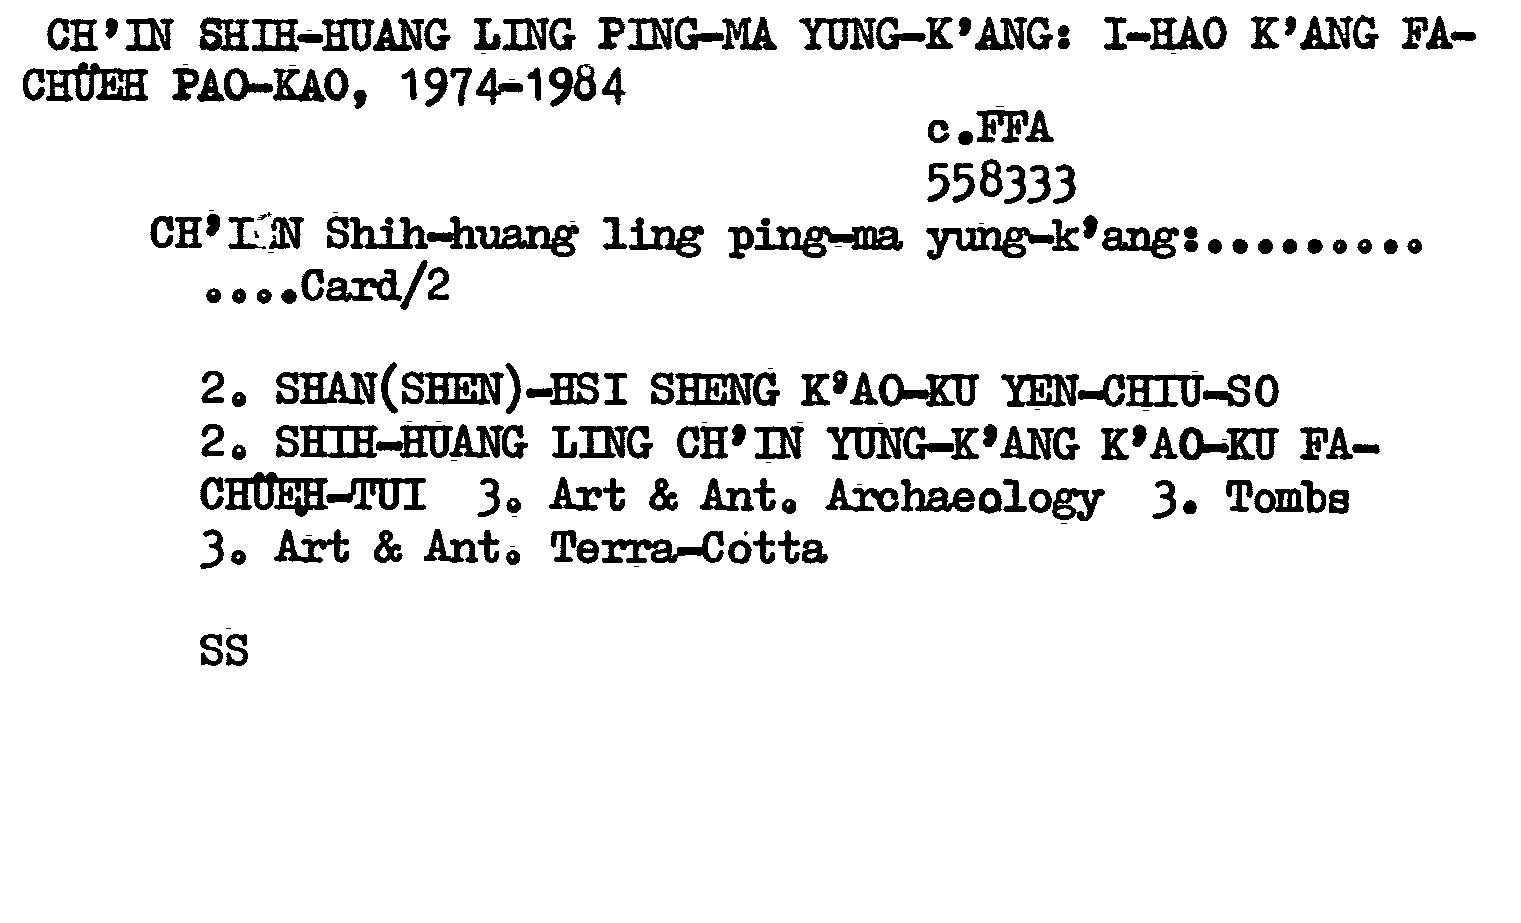 CH'IN SHIH-HUANG LING PING-MA YUNG-K'ANG: I-HAO K'ANG FA-
CHÜEH PAO-KAO, 1974-1984
c.FFA
558333
CH'IN Shih-huang ling ping-ma yung-k'ang:.........
....Card/2
2. SHAN(SHEN)-HSI SHENG K'AO-KU YEN-CHIU-SO
2. SHIH-HUANG LING CH'IN YUNG-K'ANG K'AO-KU FA-
CHÜEH-TUI 3. Art & Ant. Archaeology 3. Tombs
3. Art & Ant. Terra-Cotta
SS